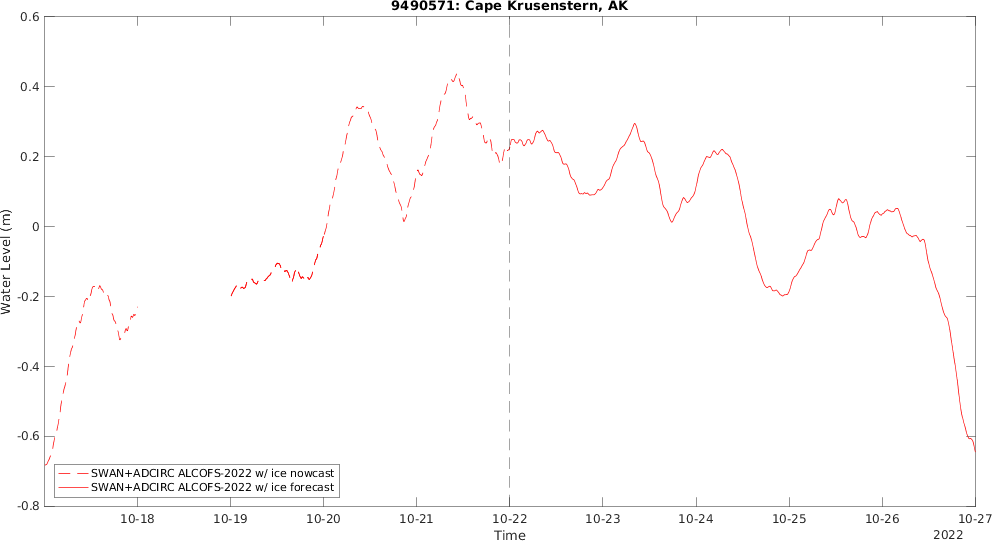 9490571: Cape Krusenstern, AK
0.6
0.4
0.2
0
-0.2
-0.4
-0.6
-0.8
Water Level (m)
SWAN+ADCIRC ALCOFS-2022 w/ ice nowcast
SWAN+ADCIRC ALCOFS-2022 w/ ice forecast
10-18 10-19 10-20 10-21 10-22 10-23 10-24 10-25 10-26 10-27
Time
2022